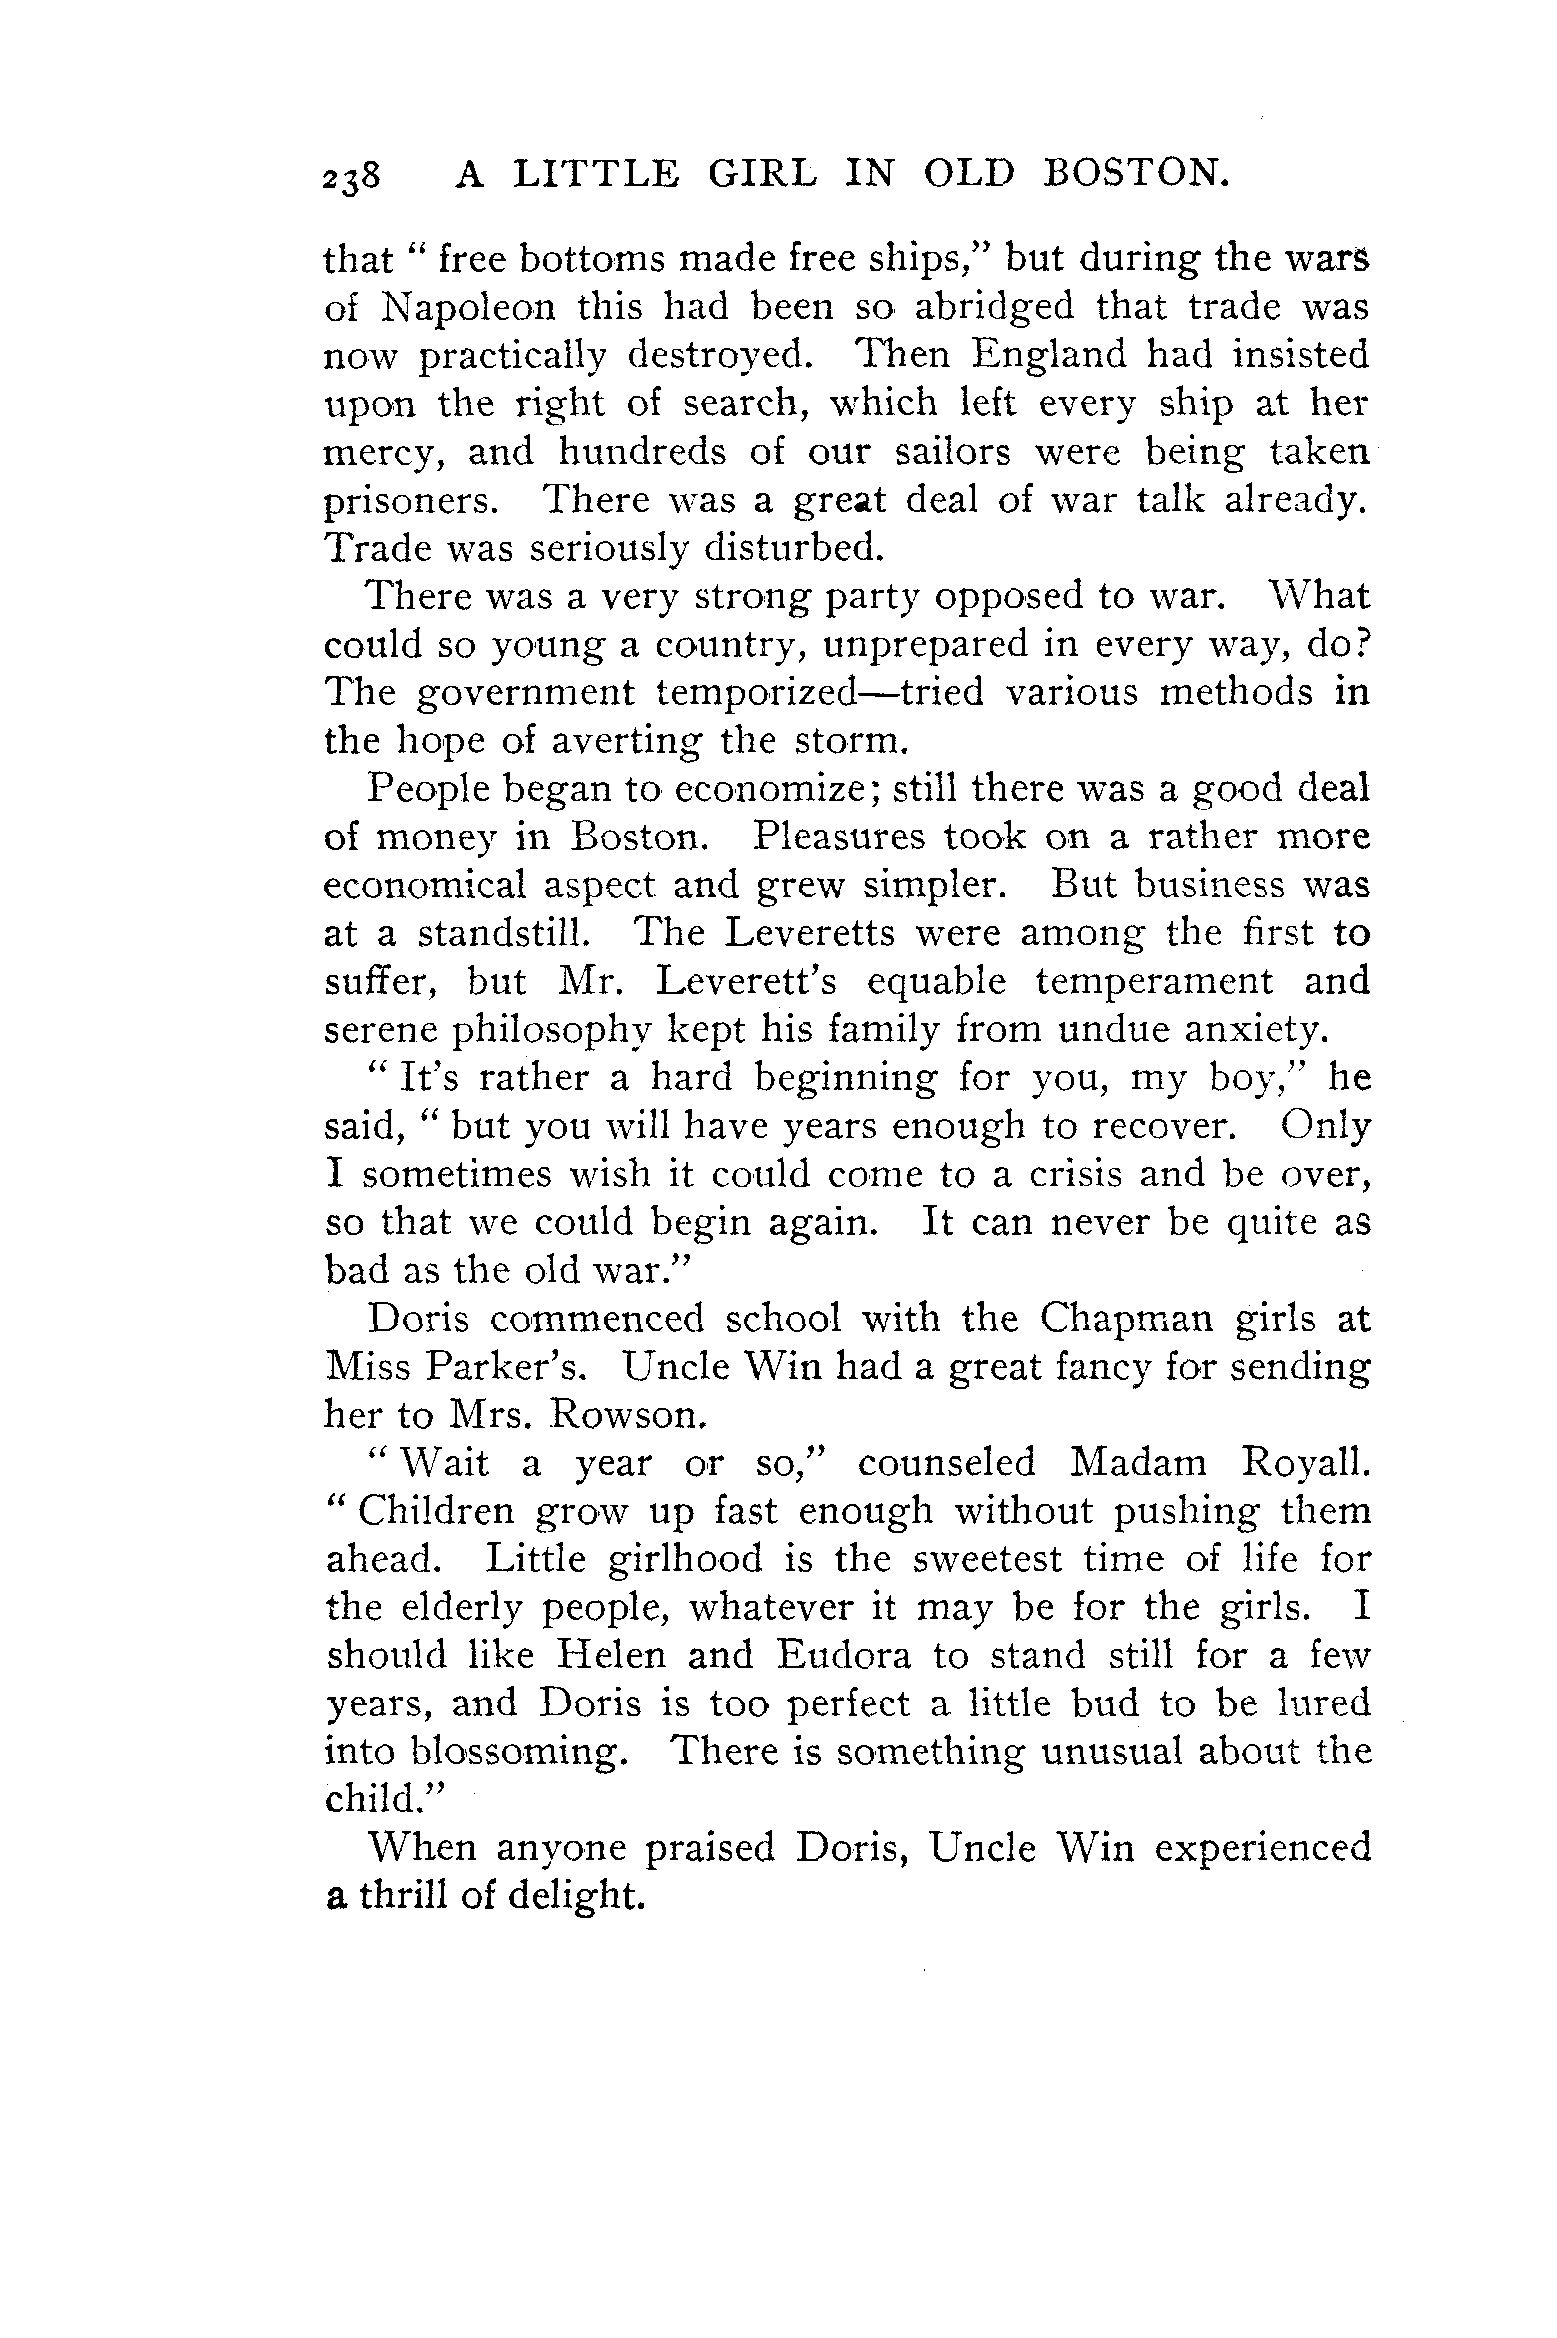 238 A LITTLE GIRL IN OLD BOSTON.
that “ free bottoms made free ships,” but during the wars
of Napoleon this had been so abridged that trade was
now practically destroyed. Then England had insisted
upon the right of search, which left every ship at her
mercy, and hundreds of our sailors were being taken
prisoners. There was a great deal of war talk already.
Trade was seriously disturbed.
There was a very strong party opposed to war. What
could so young a country, unprepared in every way, do?
The government temporized—tried various methods in
the hope of averting the storm.
People began to economize; still there was a good deal
of money in Boston. Pleasures took on a rather more
economical aspect and grew simpler. But business was
at a standstill. The Leveretts were among the first to
suffer, but Mr. Leverett’s equable temperament and
serene philosophy kept his family from undue anxiety.
“ It’s rather a hard beginning for you, my boy,” he
said, “ but you will have years enough to recover. Only
I sometimes wish it could come to a crisis and be over,
so that we could begin again. It can never be quite as
bad as the old war.”
Doris commenced school with the Chapman girls at
Miss Parker’s. Uncle Win had a great fancy for sending
her to Mrs. Rowson.
“ Wait a year or so,” counseled Madam Royall.
“ Children grow up fast enough without pushing them
ahead. Little girlhood is the sweetest time of life for
the elderly people, whatever it may be for the girls. I
should like Helen and Eudora to stand still for a few
years, and Doris is too perfect a little bud to be lured
into blossoming. There is something unusual about the
child.”
When anyone praised Doris, Uncle Win experienced
a thrill of delight.